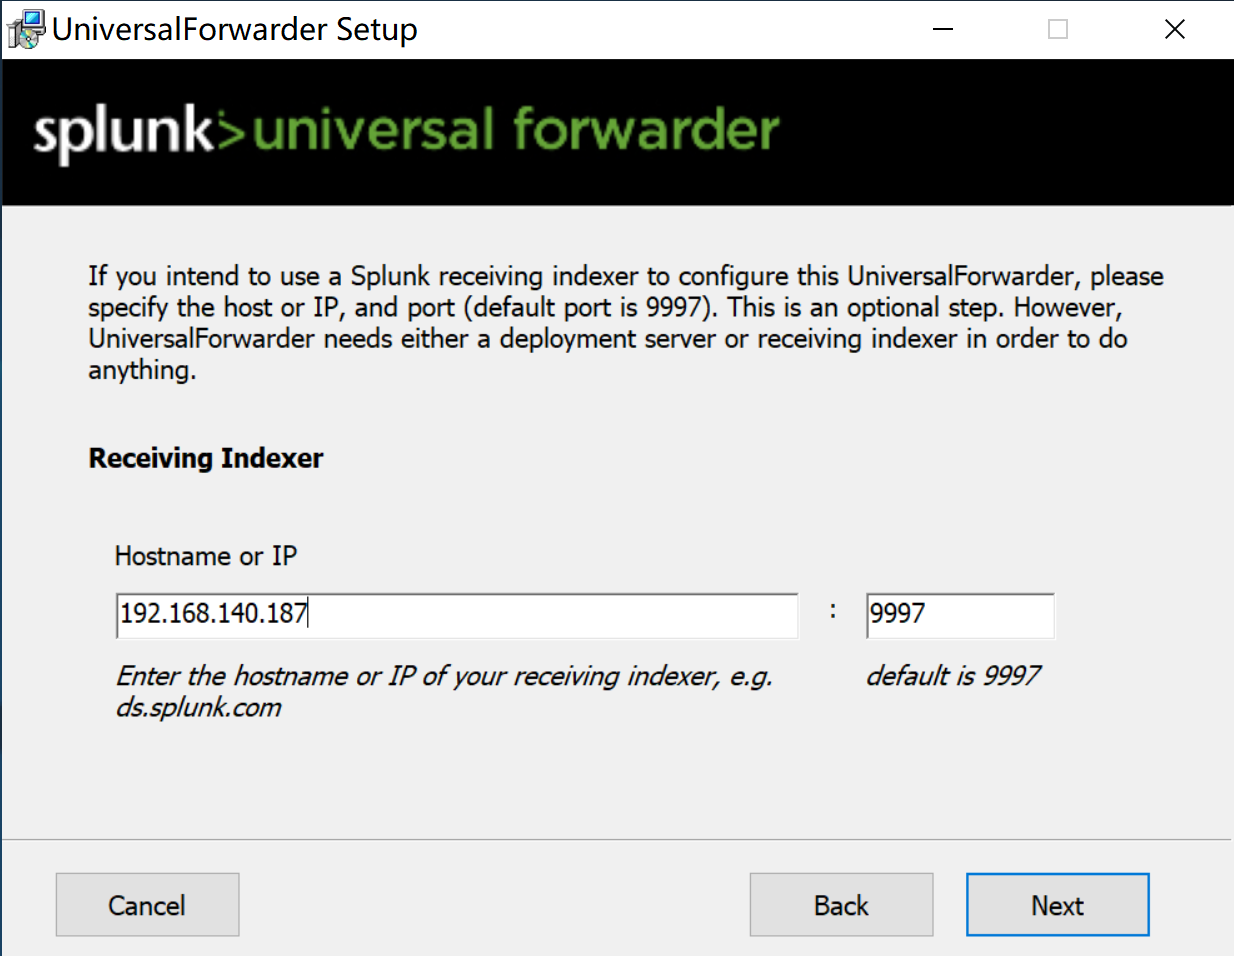 UniversalForwarder Setup
splunk>universal forwarder
If you intend to use a Splunk receiving indexer to configure this UniversalForwarder, please
specify the host or IP, and port (default port is 9997). This is an optional step. However,
UniversalForwarder needs either a deployment server or receiving indexer in order to do
anything.
Receiving Indexer
Hostname or IP
192.168.140.187 : 9997
Enter the hostname or IP of your receiving indexer, e.g. default is 9997
ds.splunk.com
Cancel Back Next